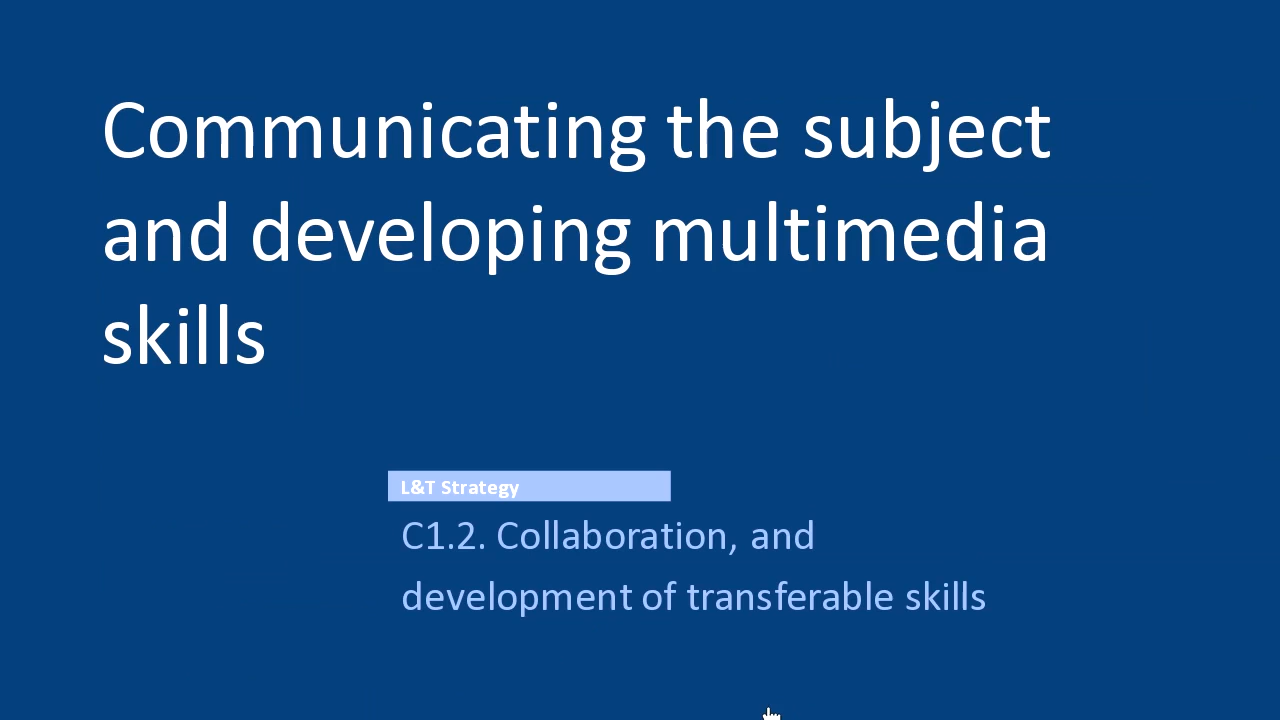 Communicating the subject
and developing multimedia
skills
L&T Strategy
C1.2. Collaboration, and
development of transferable skills